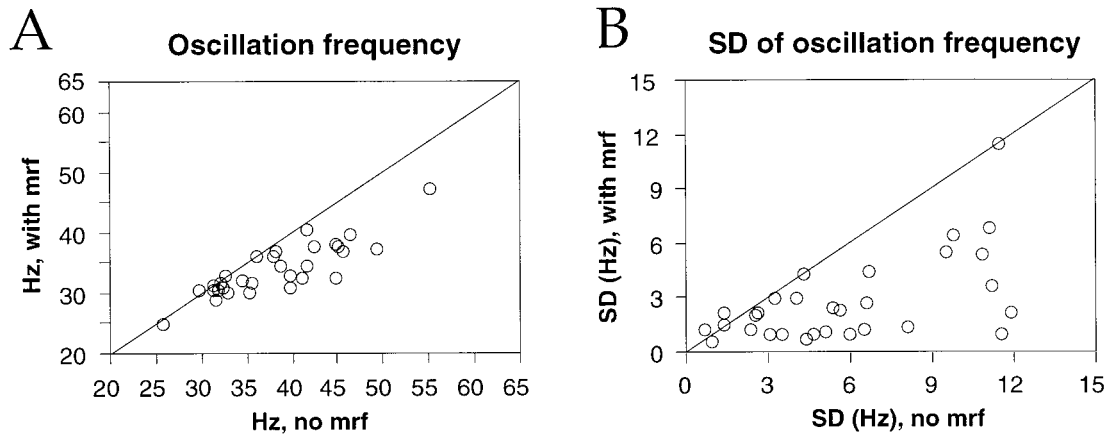 A
Oscillation frequency
65
60
50
40
30
20
Hz, with mrf
20 25 30 35 40 45 50 55 60 65
Hz, no mrf
B
SD of oscillation frequency
15
12
9
6
3
0
SD (Hz), with mrf
0 3 6 9 12 15
SD (Hz), no mrf